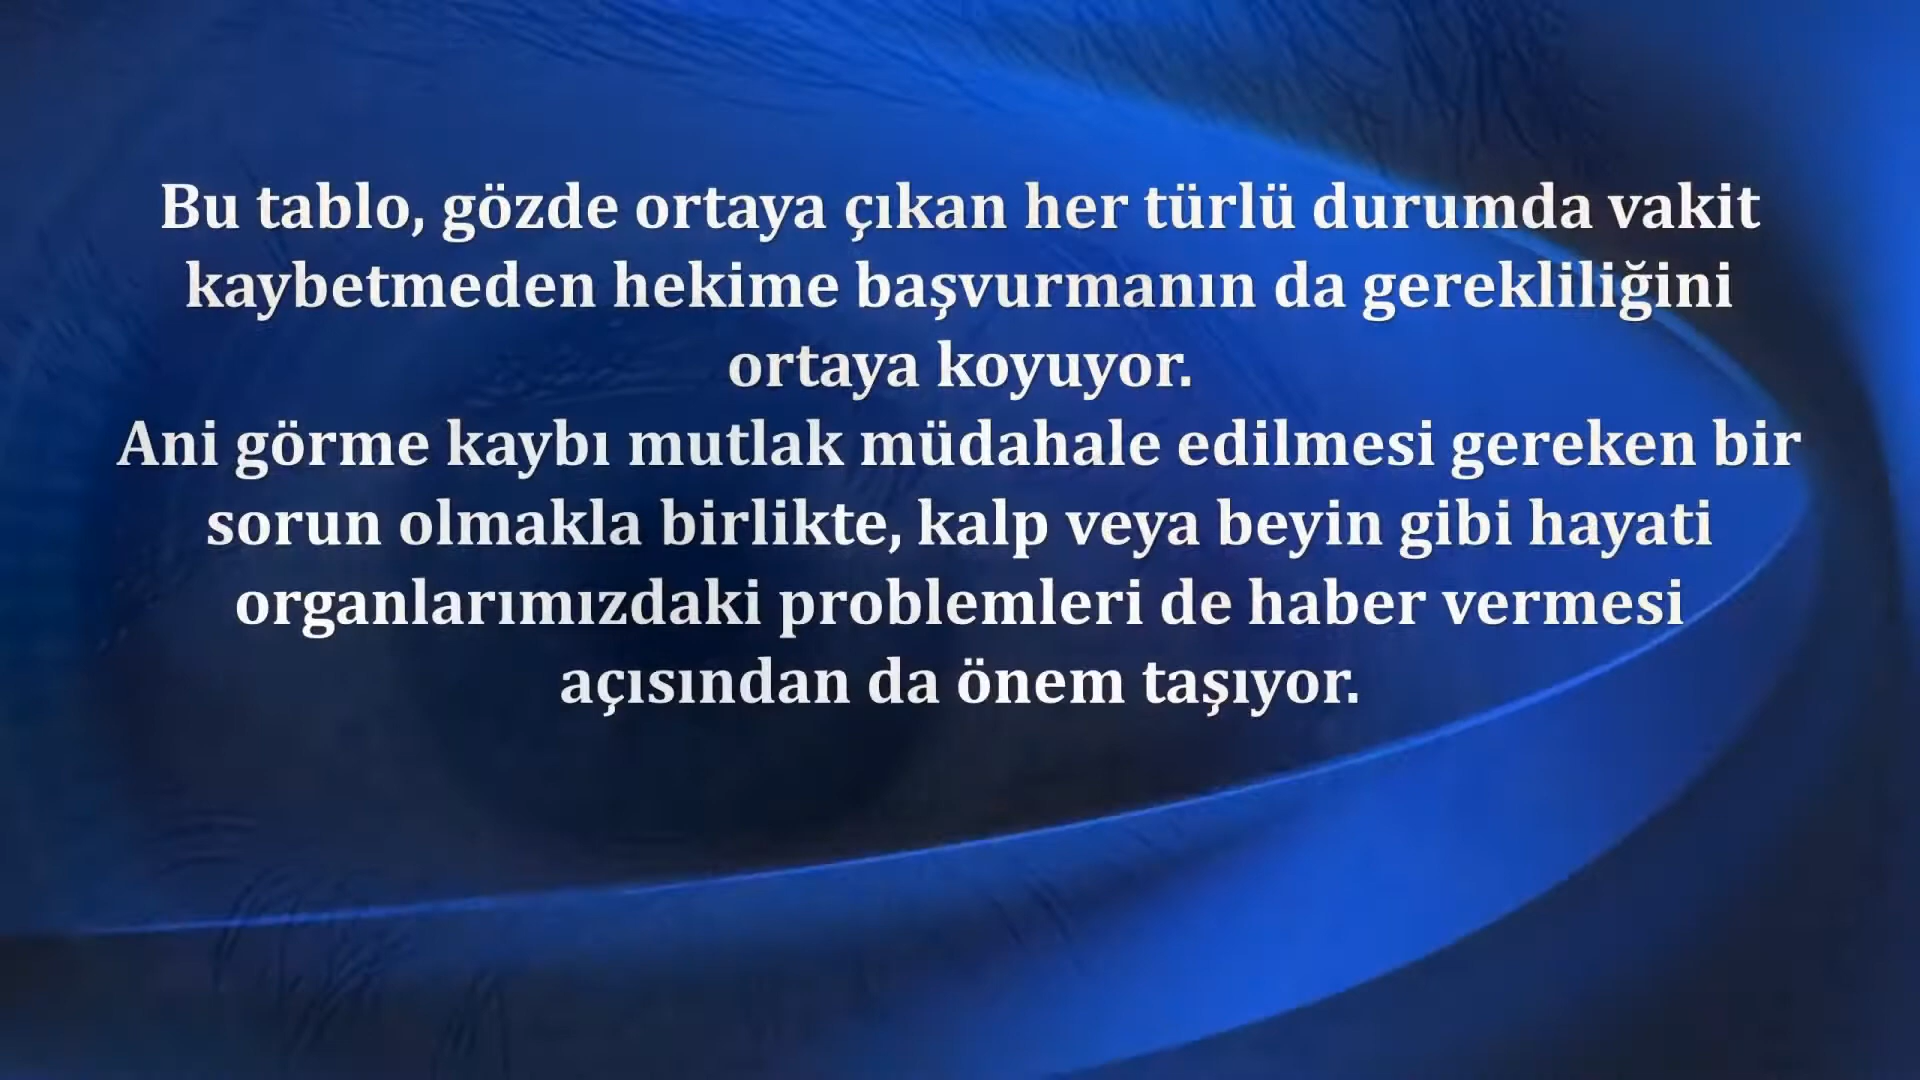 Bu tablo, gözde ortaya çıkan her türlü durumda vakit
kaybetmeden hekime başvurmanın da gerekliliğini
ortaya koyuyor.
Ani görme kaybı mutlak müdahale edilmesi gereken bir
sorun olmakla birlikte, kalp veya beyin gibi hayati
organlarımızdaki problemleri de haber vermesi
açısından da önem taşıyor.